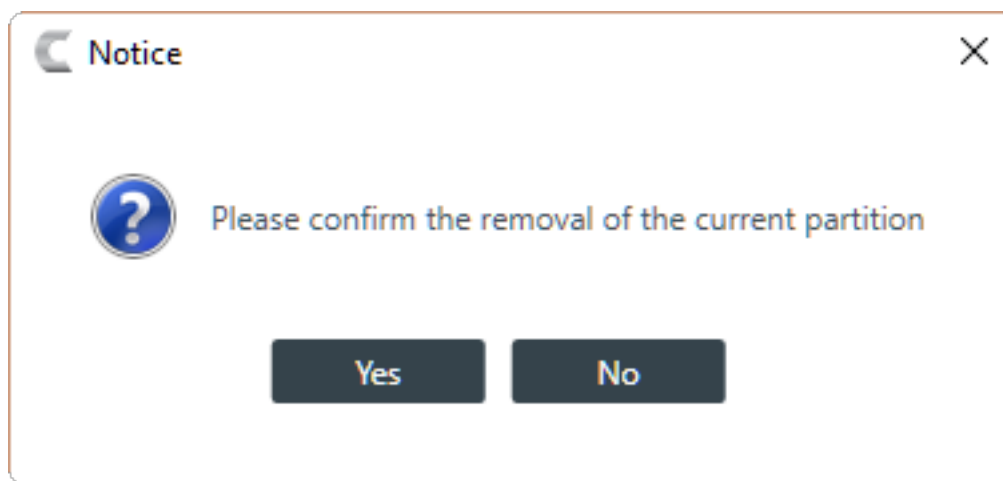 Notice
Please confirm the removal of the current partition
Yes No